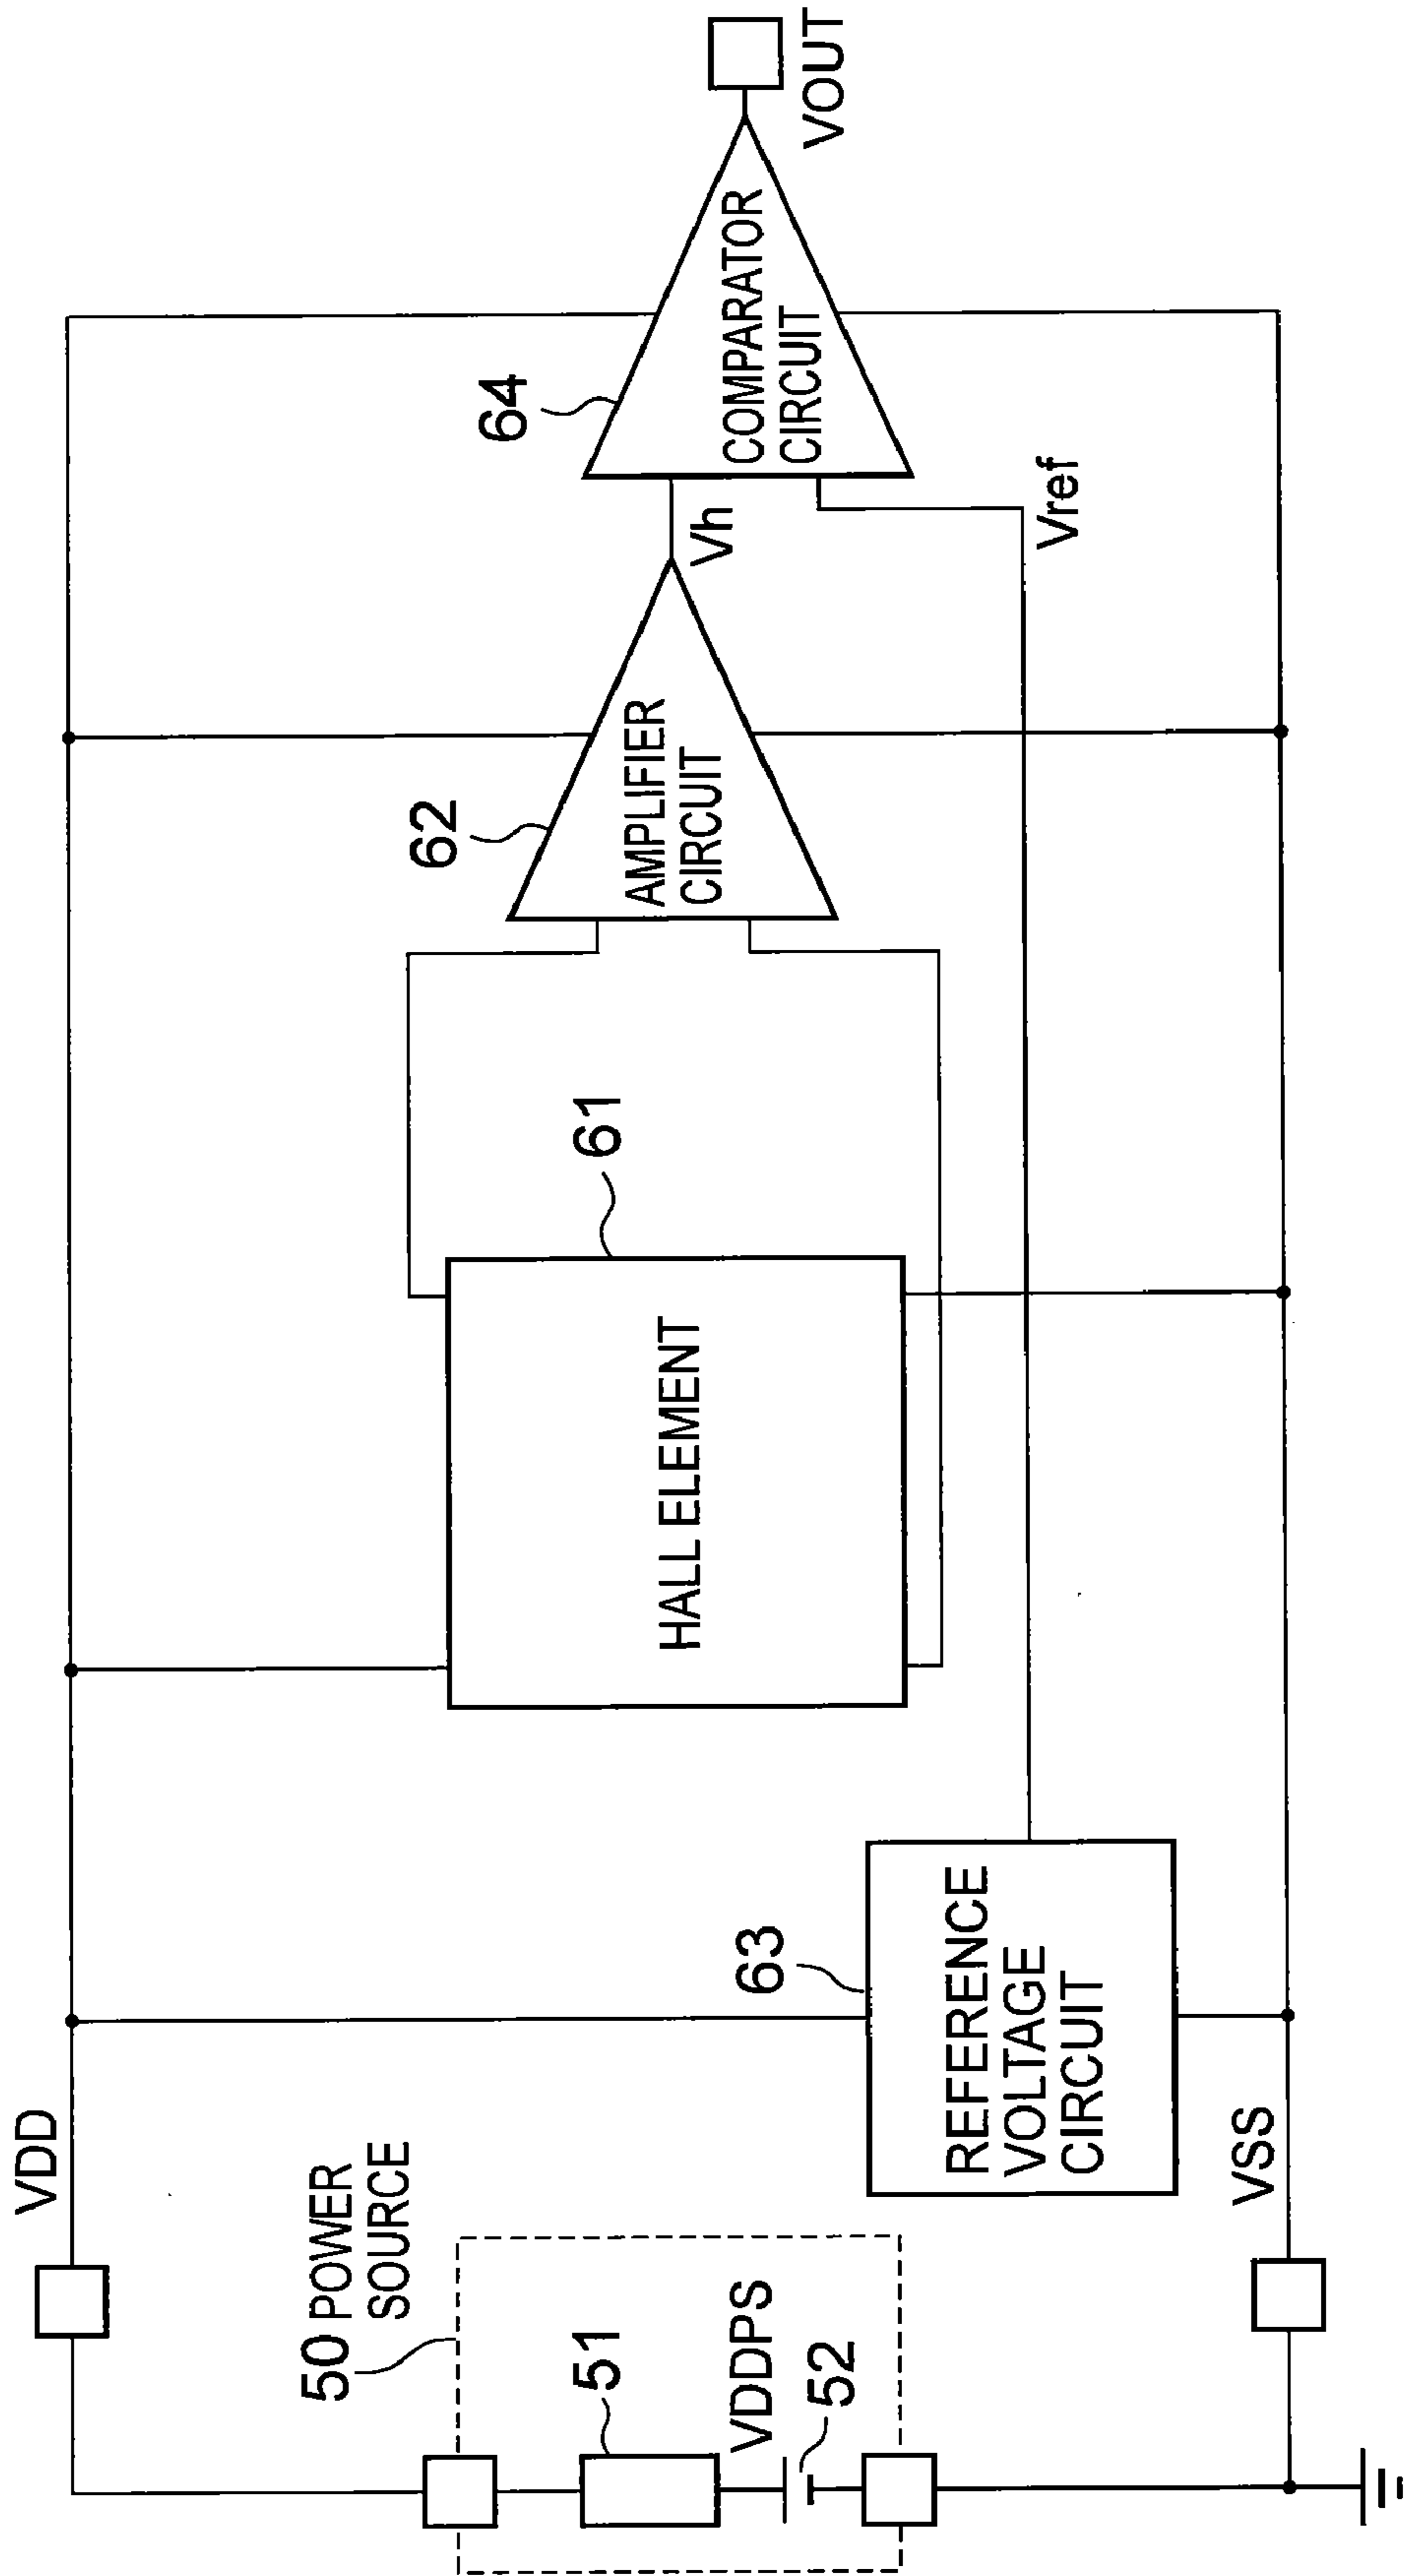 VDD
50 POWER
SOURCE
51
VDDPS
52
VSS
63
REFERENCE
VOLTAGE
CIRCUIT
61
HALL ELEMENT
62
AMPLIFIER
CIRCUIT
Vh
Vref
64
COMPARATOR
CIRCUIT
VOUT